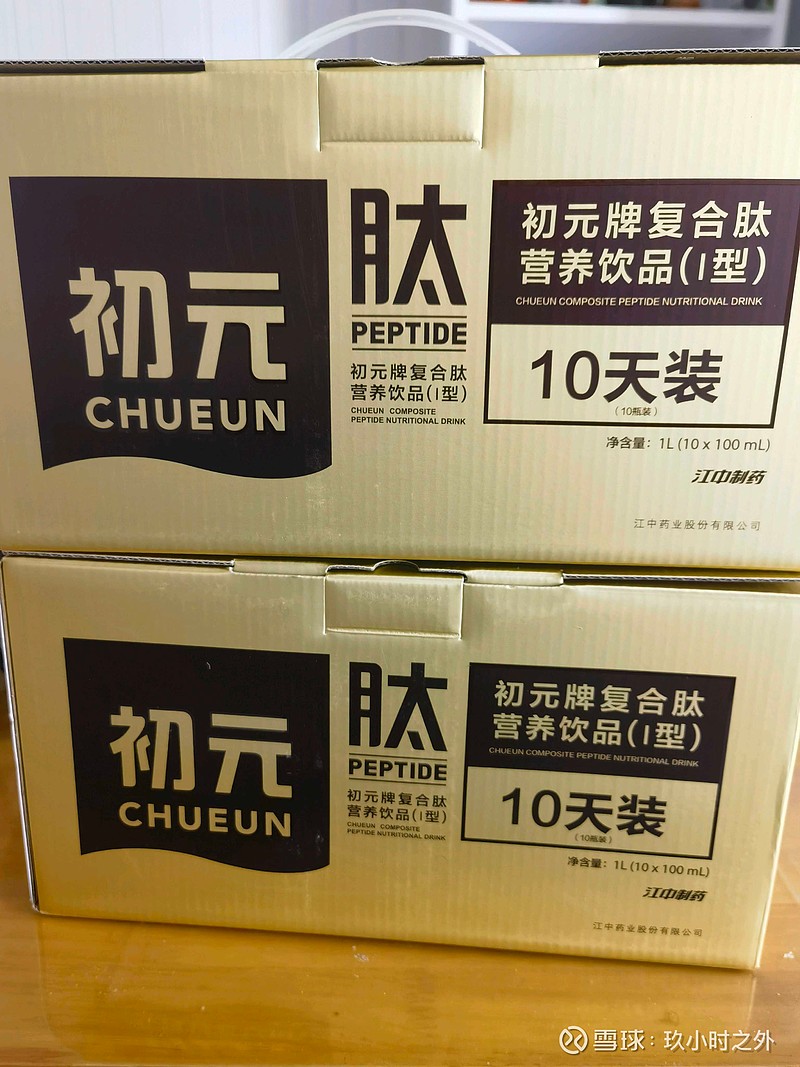 初元
CHUEUN
肽
PEPTIDE
初元牌复合肽
营养饮品(I型)
CHUEUN COMPOSITE
PEPTIDE NUTRITIONAL DRINK
初元牌复合肽
营养饮品(I型)
CHUEUN COMPOSITE PEPTIDE NUTRITIONAL DRINK
10天装
(10瓶装)
净含量: 1L (10 x 100 mL)
江中制药
江中药业股份有限公司
初元
CHUEUN
肽
PEPTIDE
初元牌复合肽
营养饮品(I型)
CHUEUN COMPOSITE
PEPTIDE NUTRITIONAL DRINK
初元牌复合肽
营养饮品(I型)
CHUEUN COMPOSITE PEPTIDE NUTRITIONAL DRINK
10天装
(10瓶装)
净含量: 1L (10 x 100 mL)
江中制药
江中药业股份有限公司
雪球: 玖小时之外